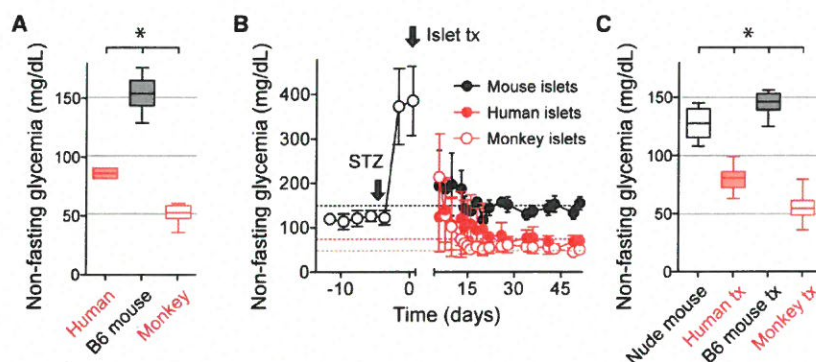 A
*
Non-fasting glycemia (mg/dL)
150
100
50
0
Human
B6 mouse
Monkey
B
Islet tx
STZ
Mouse islets
Human islets
Monkey islets
Non-fasting glycemia (mg/dL)
400
300
200
150
100
0
-10
0
15
30
45
Time (days)
C
*
Non-fasting glycemia (mg/dL)
150
100
50
0
Nude mouse
Human tx
B6 mouse tx
Monkey tx